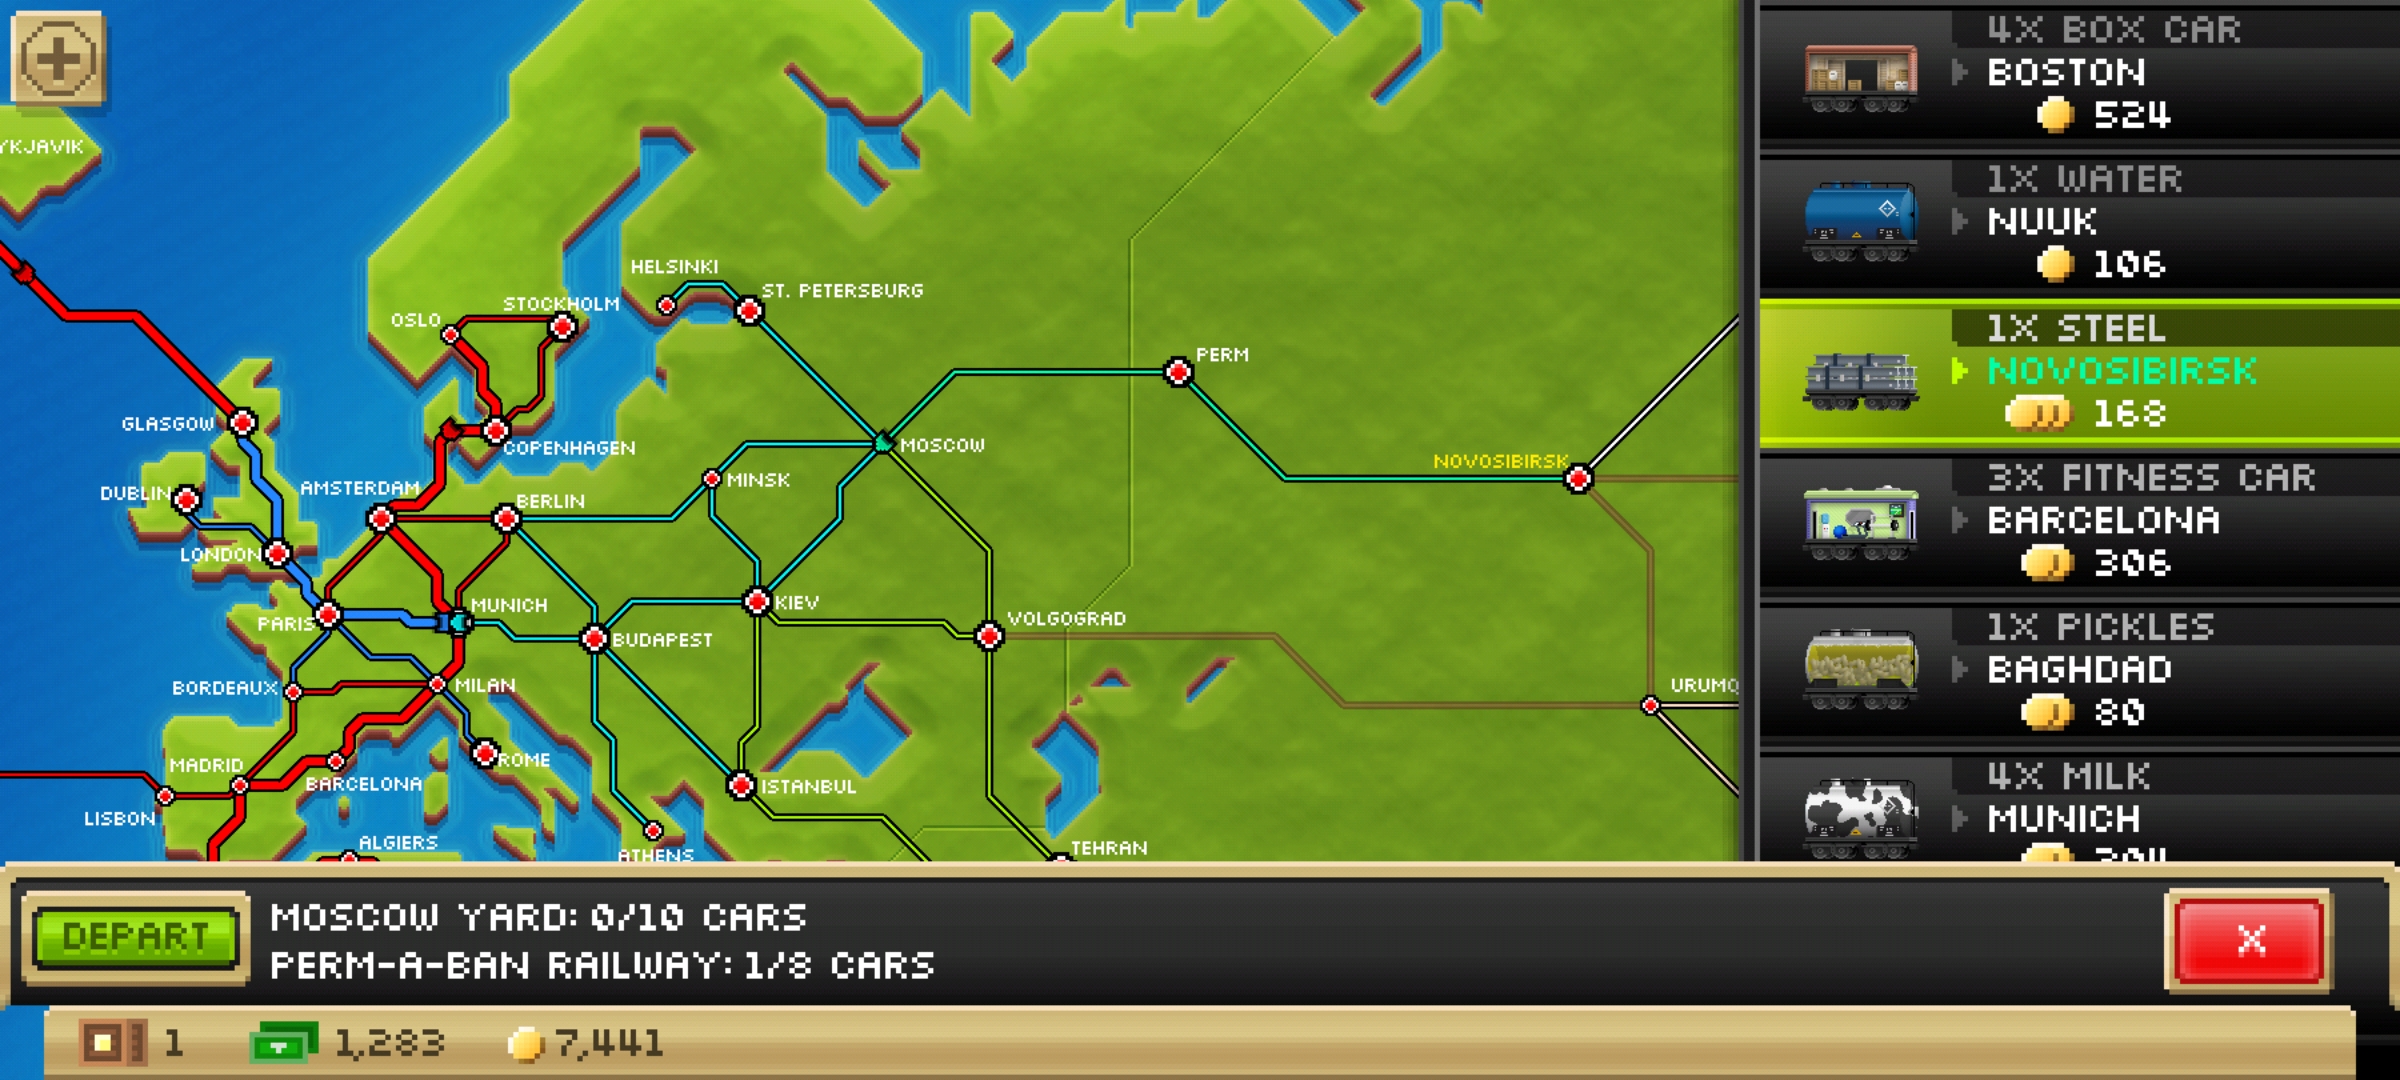 YKJAVIK
HELSINKI
ST. PETERSBURG
STOCKHOLM
OSLO
PERM
GLASGOW
COPENHAGEN
MOSCOW
NOVOSIBIRSK
MINSK
AMSTERDAM
DUBLIN
BERLIN
LONDON
MUNICH
KIEV
PARIS
VOLGOGRAD
BUDAPEST
BORDEAUX
MILAN
URUMQ
ROME
MADRID
BARCELONA
ISTANBUL
LISBON
ALGIERS
TEHRAN
ATHENS
4X BOX CAR
BOSTON
524
1X WATER
NUUK
106
1X STEEL
NOVOSIBIRSK
168
3X FITNESS CAR
BARCELONA
306
1X PICKLES
BAGHDAD
80
4X MILK
MUNICH
DEPART
MOSCOW YARD: 0/10 CARS
PERM-A-BAN RAILWAY: 1/8 CARS
X
1
1,283
7,441